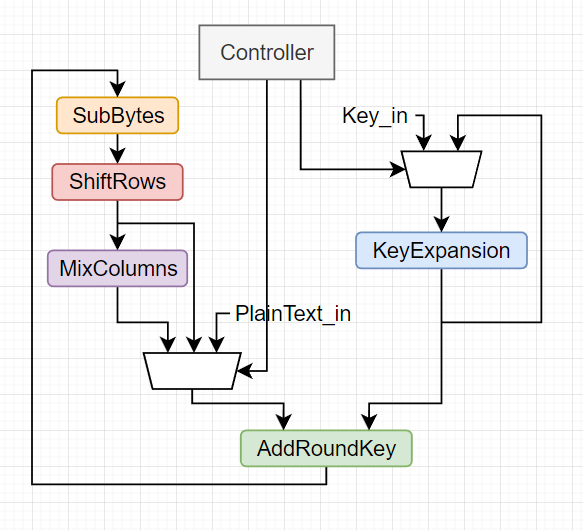 Controller
SubBytes
Key_in
ShiftRows
KeyExpansion
MixColumns
PlainText_in
AddRoundKey